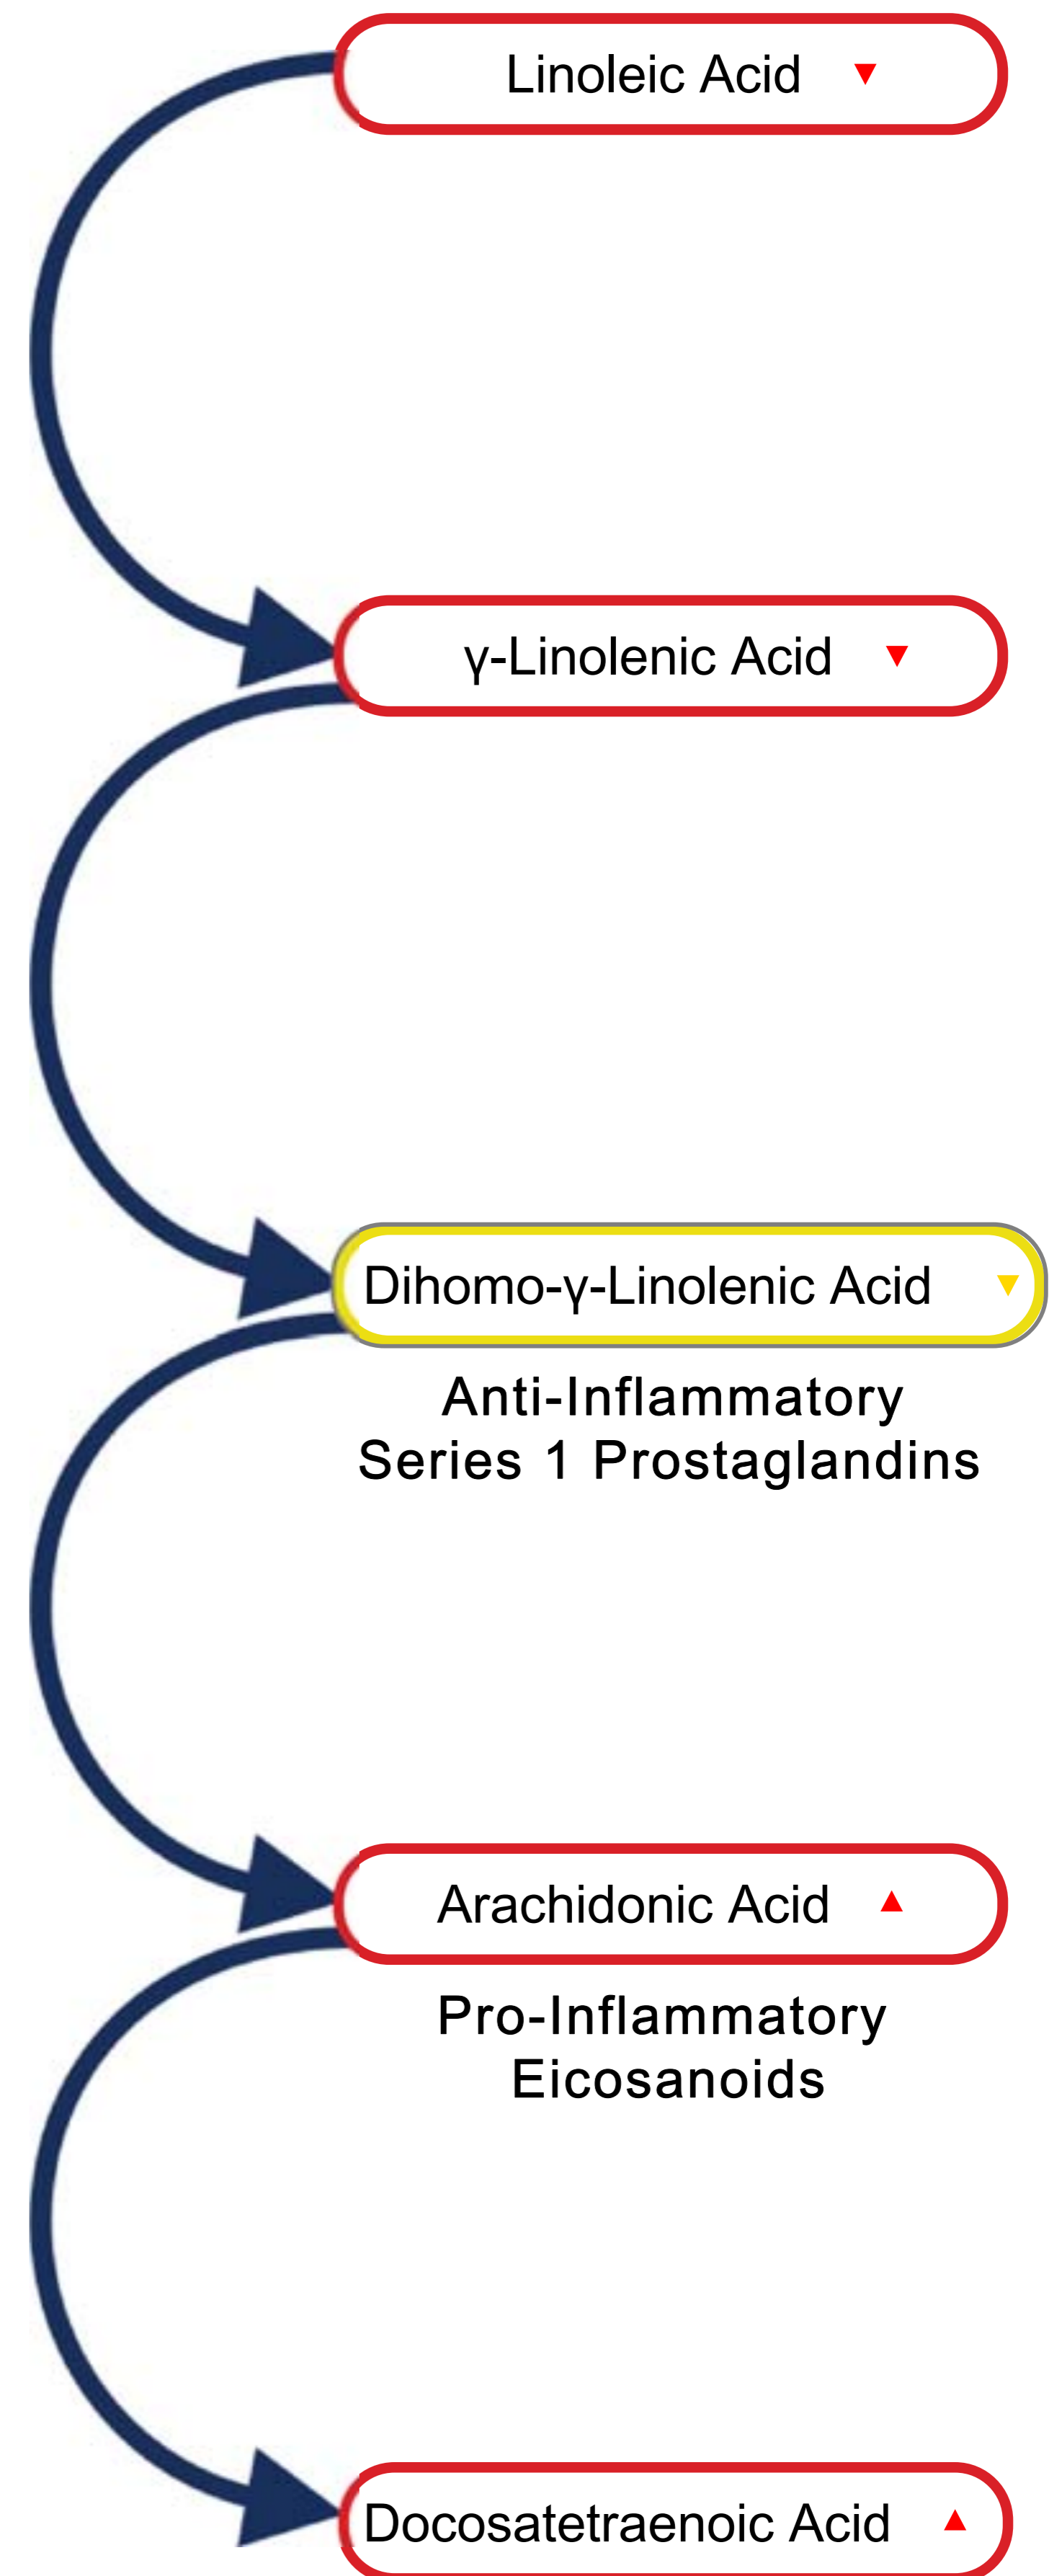 Linoleic Acid ▼
γ-Linolenic Acid ▼
Dihomo-γ-Linolenic Acid ▼
Anti-Inflammatory
Series 1 Prostaglandins
Arachidonic Acid ▲
Pro-Inflammatory
Eicosanoids
Docosatetraenoic Acid ▲